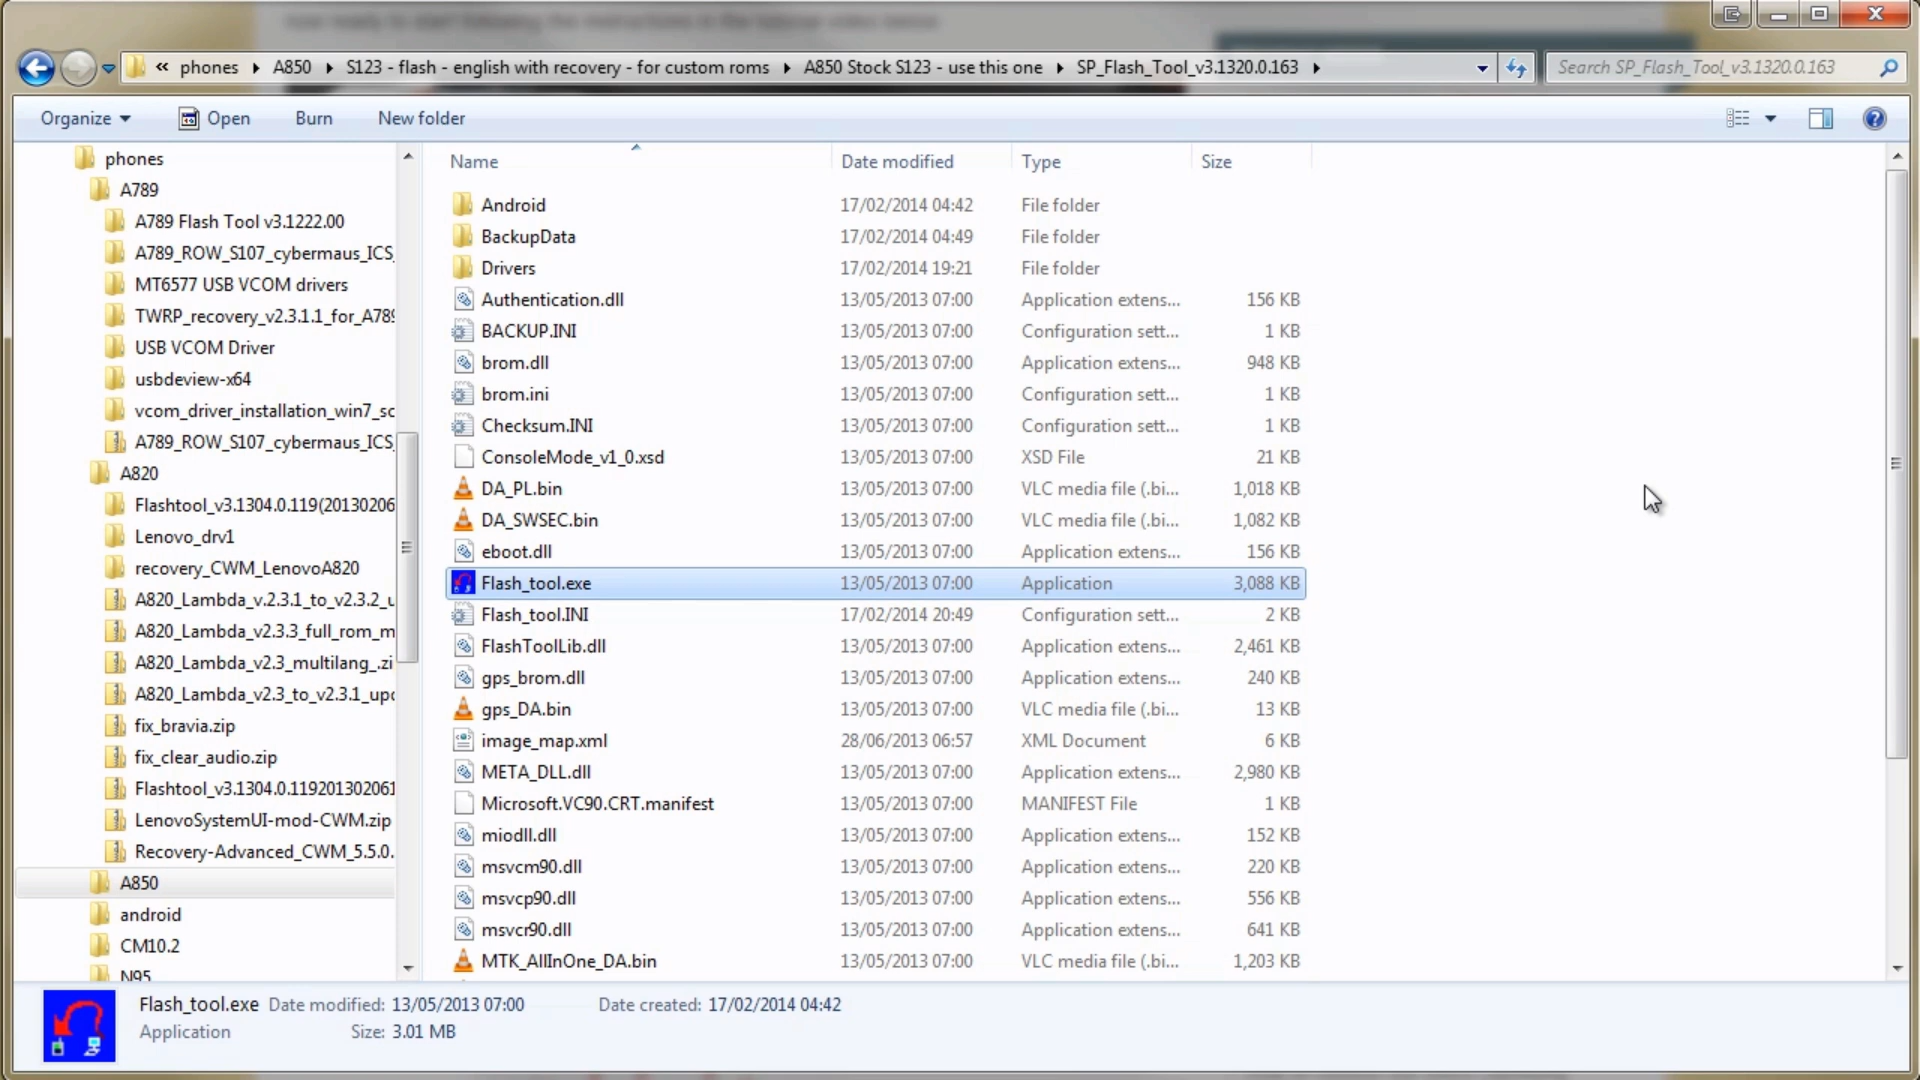 now ready to start following the instructions in the tutorial video below
« phones ▸ A850 ▸ S123 - flash - english with recovery - for custom roms ▸ A850 Stock S123 - use this one ▸ SP_Flash_Tool_v3.1320.0.163 ▸
Search SP_Flash_Tool_v3.1320.0.163
Organize Open Burn New folder
phones
A789
A789 Flash Tool v3.1222.00
A789_ROW_S107_cybermaus_ICS_
MT6577 USB VCOM drivers
TWRP_recovery_v2.3.1.1_for_A789
USB VCOM Driver
usbdeview-x64
vcom_driver_installation_win7_sc
A789_ROW_S107_cybermaus_ICS_
A820
Flashtool_v3.1304.0.119(20130206
Lenovo_drv1
recovery_CWM_LenovoA820
A820_Lambda_v.2.3.1_to_v2.3.2_u
A820_Lambda_v2.3.3_full_rom_m
A820_Lambda_v2.3_multilang_.zi
A820_Lambda_v2.3_to_v2.3.1_upd
fix_bravia.zip
fix_clear_audio.zip
Flashtool_v3.1304.0.119201302061
LenovoSystemUI-mod-CWM.zip
Recovery-Advanced_CWM_5.5.0.
A850
android
CM10.2
N95
Name Date modified Type Size
Android 17/02/2014 04:42 File folder
BackupData 17/02/2014 04:49 File folder
Drivers 17/02/2014 19:21 File folder
Authentication.dll 13/05/2013 07:00 Application extens... 156 KB
BACKUP.INI 13/05/2013 07:00 Configuration sett... 1 KB
brom.dll 13/05/2013 07:00 Application extens... 948 KB
brom.ini 13/05/2013 07:00 Configuration sett... 1 KB
Checksum.INI 13/05/2013 07:00 Configuration sett... 1 KB
ConsoleMode_v1_0.xsd 13/05/2013 07:00 XSD File 21 KB
DA_PL.bin 13/05/2013 07:00 VLC media file (.bi... 1,018 KB
DA_SWSEC.bin 13/05/2013 07:00 VLC media file (.bi... 1,082 KB
eboot.dll 13/05/2013 07:00 Application extens... 156 KB
Flash_tool.exe 13/05/2013 07:00 Application 3,088 KB
Flash_tool.INI 17/02/2014 20:49 Configuration sett... 2 KB
FlashToolLib.dll 13/05/2013 07:00 Application extens... 2,461 KB
gps_brom.dll 13/05/2013 07:00 Application extens... 240 KB
gps_DA.bin 13/05/2013 07:00 VLC media file (.bi... 13 KB
image_map.xml 28/06/2013 06:57 XML Document 6 KB
META_DLL.dll 13/05/2013 07:00 Application extens... 2,980 KB
Microsoft.VC90.CRT.manifest 13/05/2013 07:00 MANIFEST File 1 KB
miodll.dll 13/05/2013 07:00 Application extens... 152 KB
msvcm90.dll 13/05/2013 07:00 Application extens... 220 KB
msvcp90.dll 13/05/2013 07:00 Application extens... 556 KB
msvcr90.dll 13/05/2013 07:00 Application extens... 641 KB
MTK_AllInOne_DA.bin 13/05/2013 07:00 VLC media file (.bi... 1,203 KB
Flash_tool.exe Date modified: 13/05/2013 07:00 Date created: 17/02/2014 04:42
Application Size: 3.01 MB